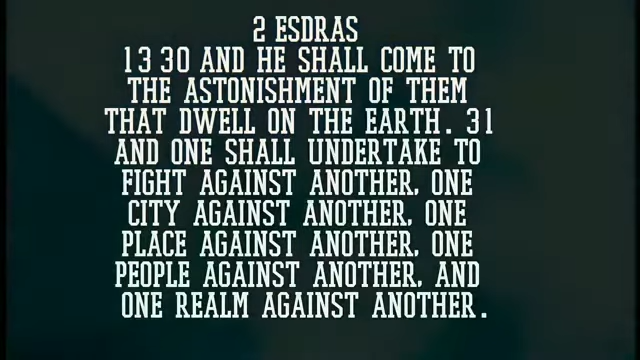 2 ESDRAS
13 30 AND HE SHALL COME TO
THE ASTONISHMENT OF THEM
THAT DWELL ON THE EARTH. 31
AND ONE SHALL UNDERTAKE TO
FIGHT AGAINST ANOTHER, ONE
CITY AGAINST ANOTHER, ONE
PLACE AGAINST ANOTHER, ONE
PEOPLE AGAINST ANOTHER, AND
ONE REALM AGAINST ANOTHER.